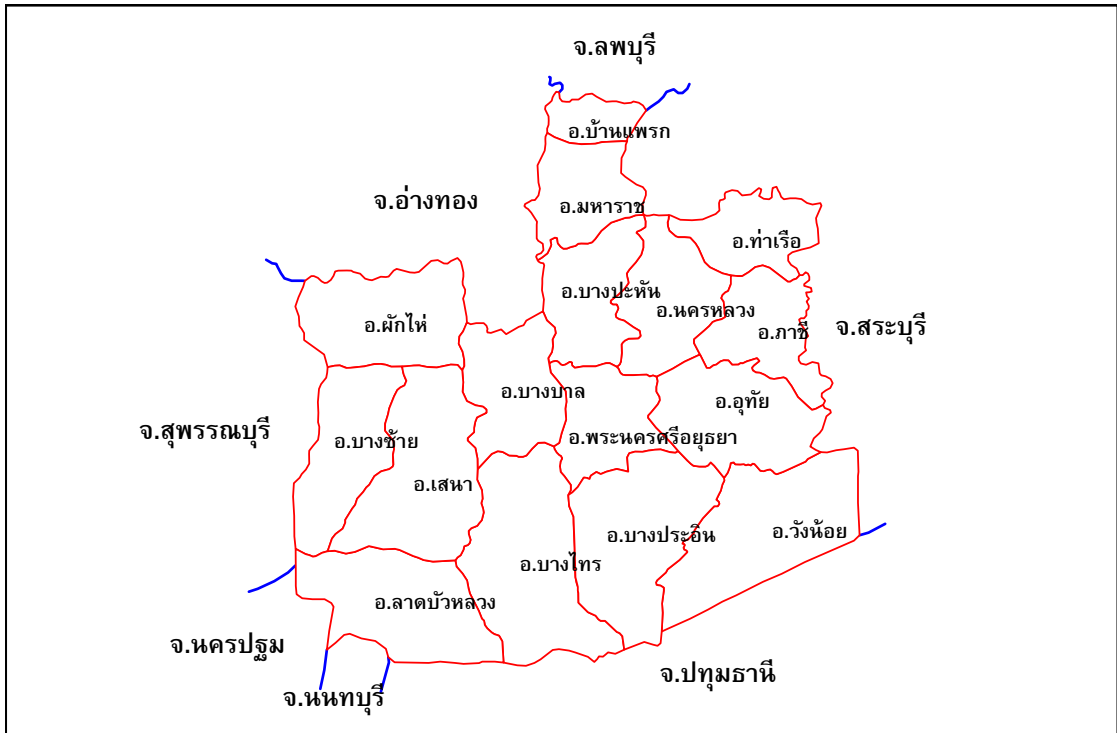 จ.ลพบุรี
อ.บ้านแพรก
จ.อ่างทอง
อ.มหาราช
อ.ท่าเรือ
อ.บางปะหัน
อ.นครหลวง
อ.ผักไห่
อ.ภาชี
จ.สระบุรี
อ.บางบาล
อ.อุทัย
จ.สุพรรณบุรี
อ.บางซ้าย
อ.พระนครศรีอยุธยา
อ.เสนา
อ.บางประอิน
อ.วังน้อย
อ.บางไทร
อ.ลาดบัวหลวง
จ.นครปฐม
จ.ปทุมธานี
จ.นนทบุรี